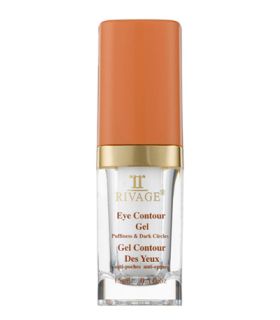 RIVAGE®
Eye Contour
Gel
Puffiness & Dark Circles
Gel Contour
Des Yeux